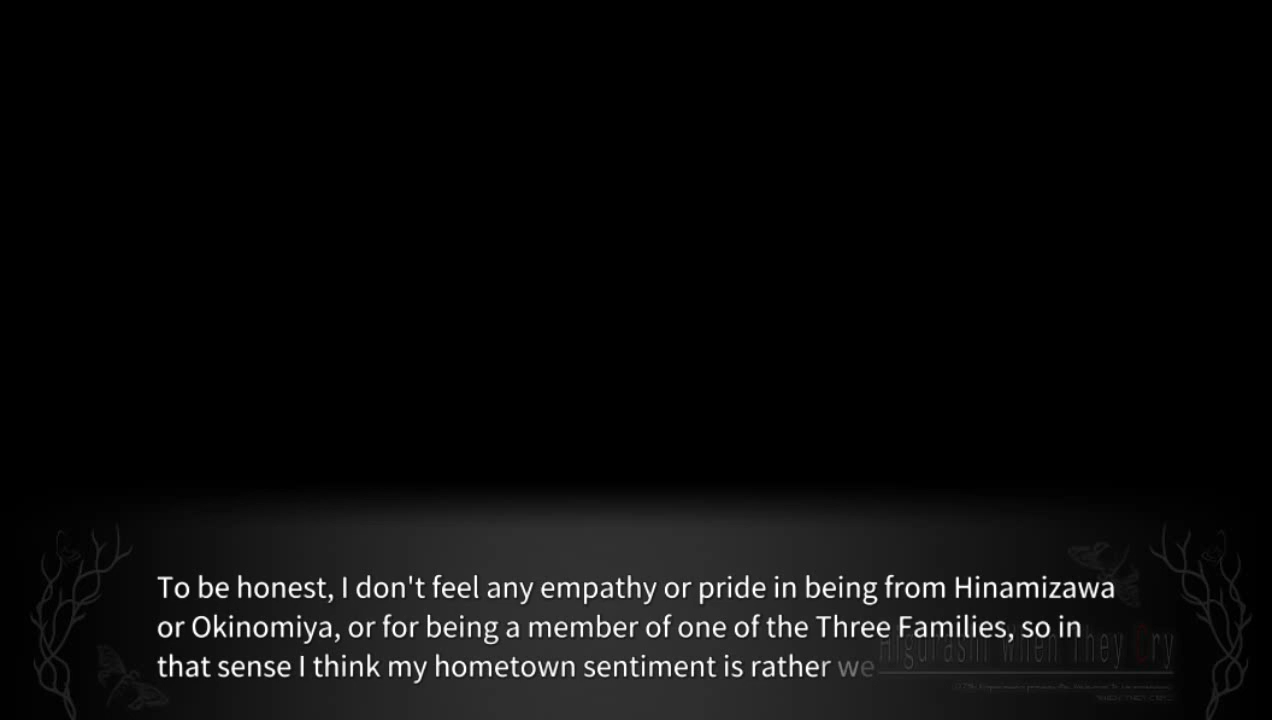 To be honest, I don't feel any empathy or pride in being from Hinamizawa
or Okinomiya, or for being a member of one of the Three Families, so in
that sense I think my hometown sentiment is rather we
Higurashi When They Cry